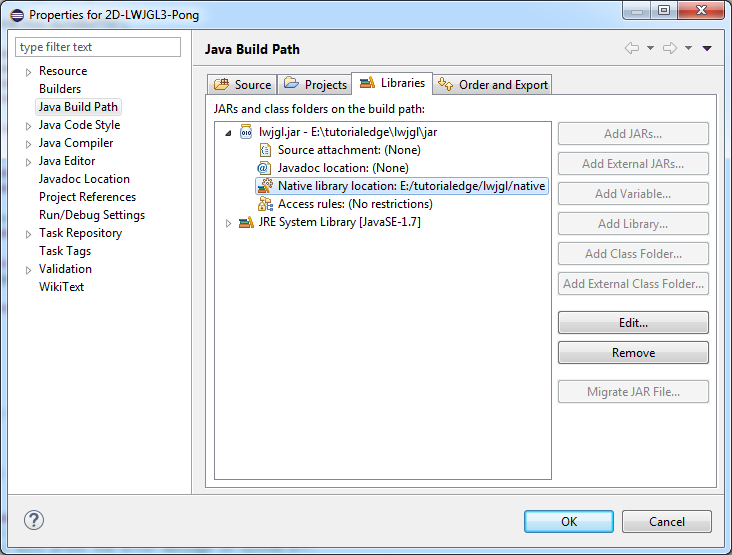 Properties for 2D-LWJGL3-Pong
type filter text
Java Build Path
Resource
Builders
Java Build Path
Java Code Style
Java Compiler
Java Editor
Javadoc Location
Project References
Run/Debug Settings
Task Repository
Task Tags
Validation
WikiText
Source
Projects
Libraries
Order and Export
JARs and class folders on the build path:
lwjgl.jar - E:\tutorialedge\lwjgl\jar
Source attachment: (None)
Javadoc location: (None)
Native library location: E:/tutorialedge/lwjgl/native
Access rules: (No restrictions)
JRE System Library [JavaSE-1.7]
Add JARs...
Add External JARs...
Add Variable...
Add Library...
Add Class Folder...
Add External Class Folder...
Edit...
Remove
Migrate JAR File...
OK
Cancel